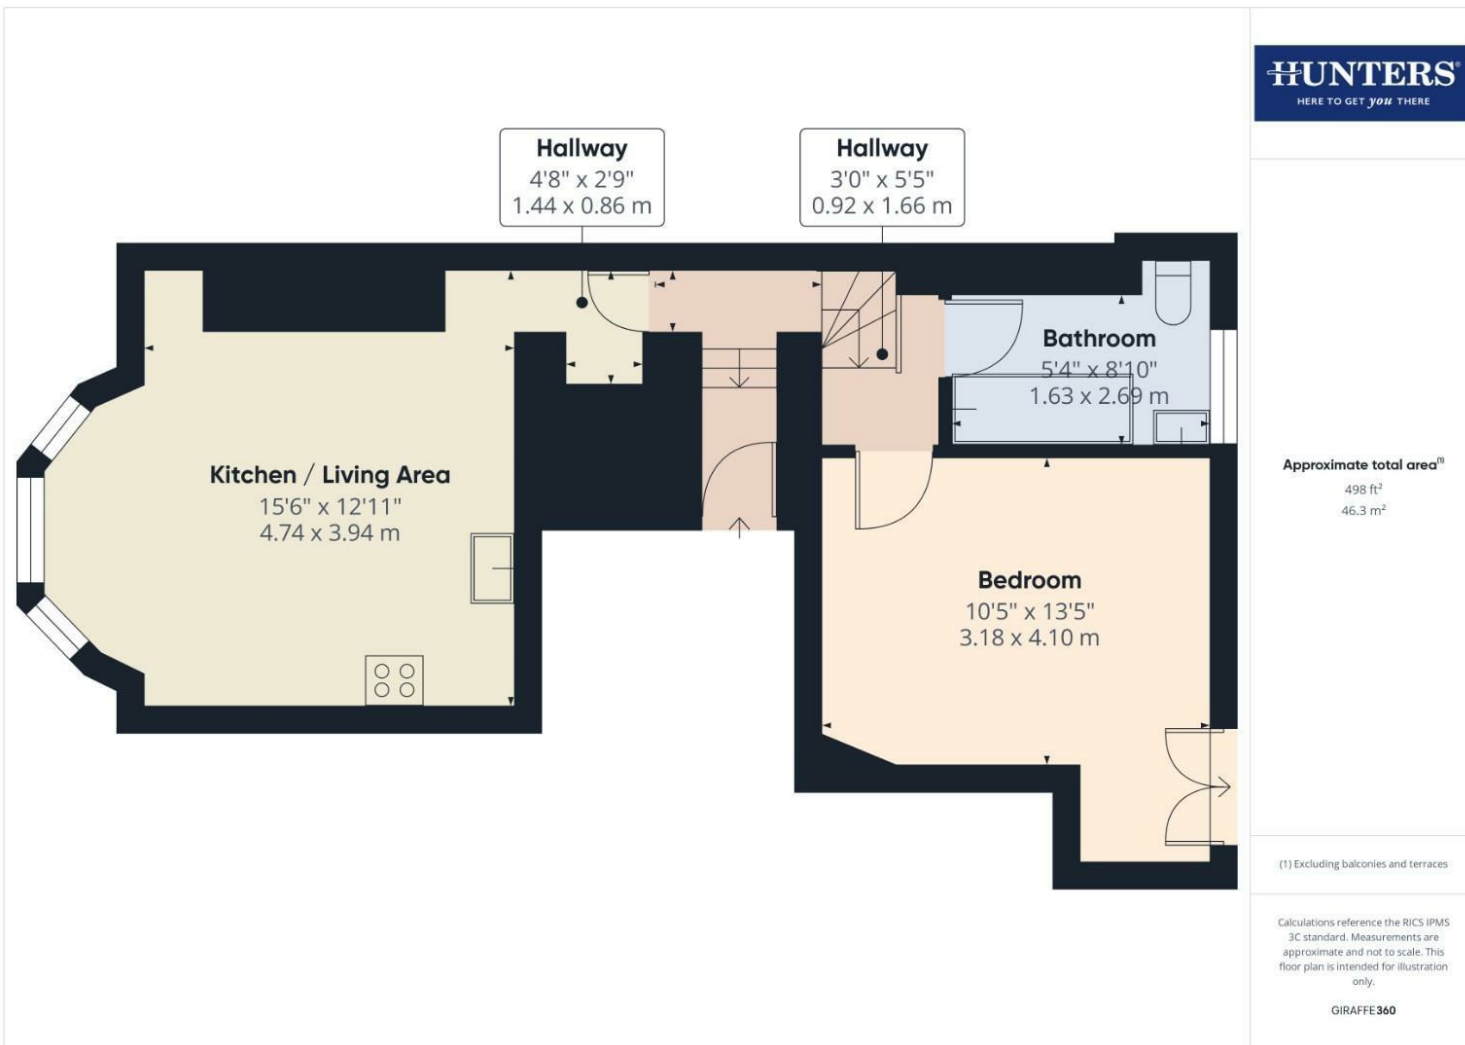 HUNTERS®
HERE TO GET you THERE
Hallway
4'8" x 2'9"
1.44 x 0.86 m
Hallway
3'0" x 5'5"
0.92 x 1.66 m
Bathroom
5'4" x 8'10"
1.63 x 2.69 m
Kitchen / Living Area
15'6" x 12'11"
4.74 x 3.94 m
Bedroom
10'5" x 13'5"
3.18 x 4.10 m
Approximate total area(1)
498 ft²
46.3 m²
(1) Excluding balconies and terraces
Calculations reference the RICS IPMS
3C standard. Measurements are
approximate and not to scale. This
floor plan is intended for illustration
only.
GIRAFFE360